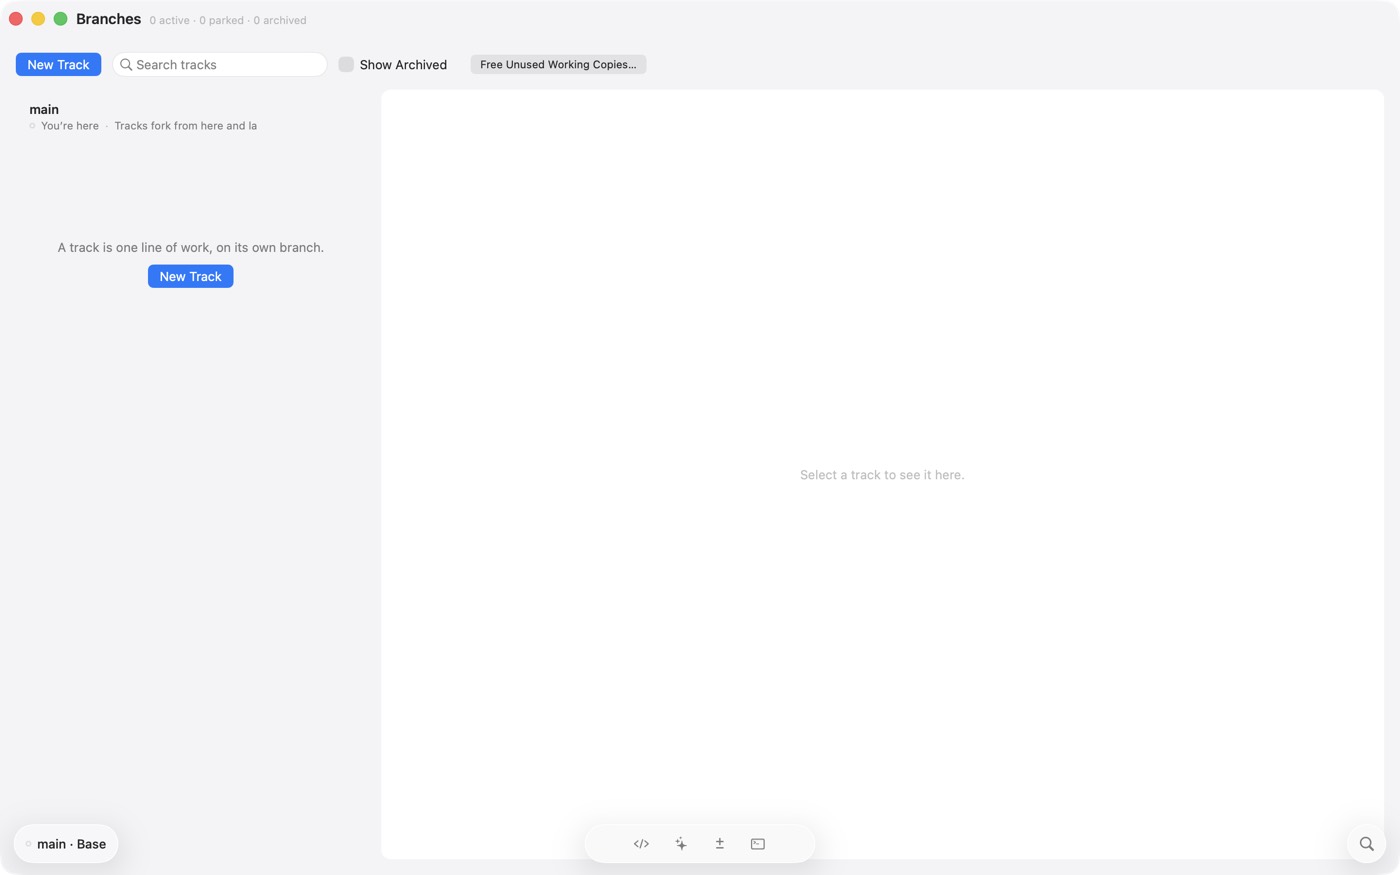 Branches 0 active · 0 parked · 0 archived
New Track
Search tracks
Show Archived
Free Unused Working Copies...
main
You're here · Tracks fork from here and la
A track is one line of work, on its own branch.
New Track
Select a track to see it here.
main · Base